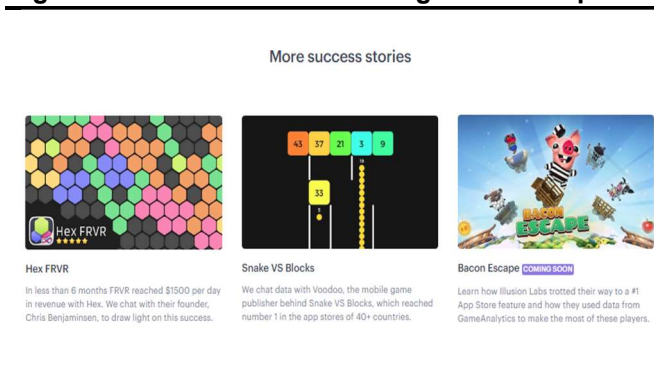 More success stories
43 37 21 3 9
33
Hex FRVR
BACON
ESCAPE
Hex FRVR
In less than 6 months FRVR reached $1500 per day
in revenue with Hex. We chat with their founder,
Chris Benjaminsen, to draw light on this success.
Snake VS Blocks
We chat data with Voodoo, the mobile game
publisher behind Snake VS Blocks, which reached
number 1 in the app stores of 40+ countries.
Bacon Escape COMING SOON
Learn how Illusion Labs trotted their way to a #1
App Store feature and how they used data from
GameAnalytics to make the most of these players.